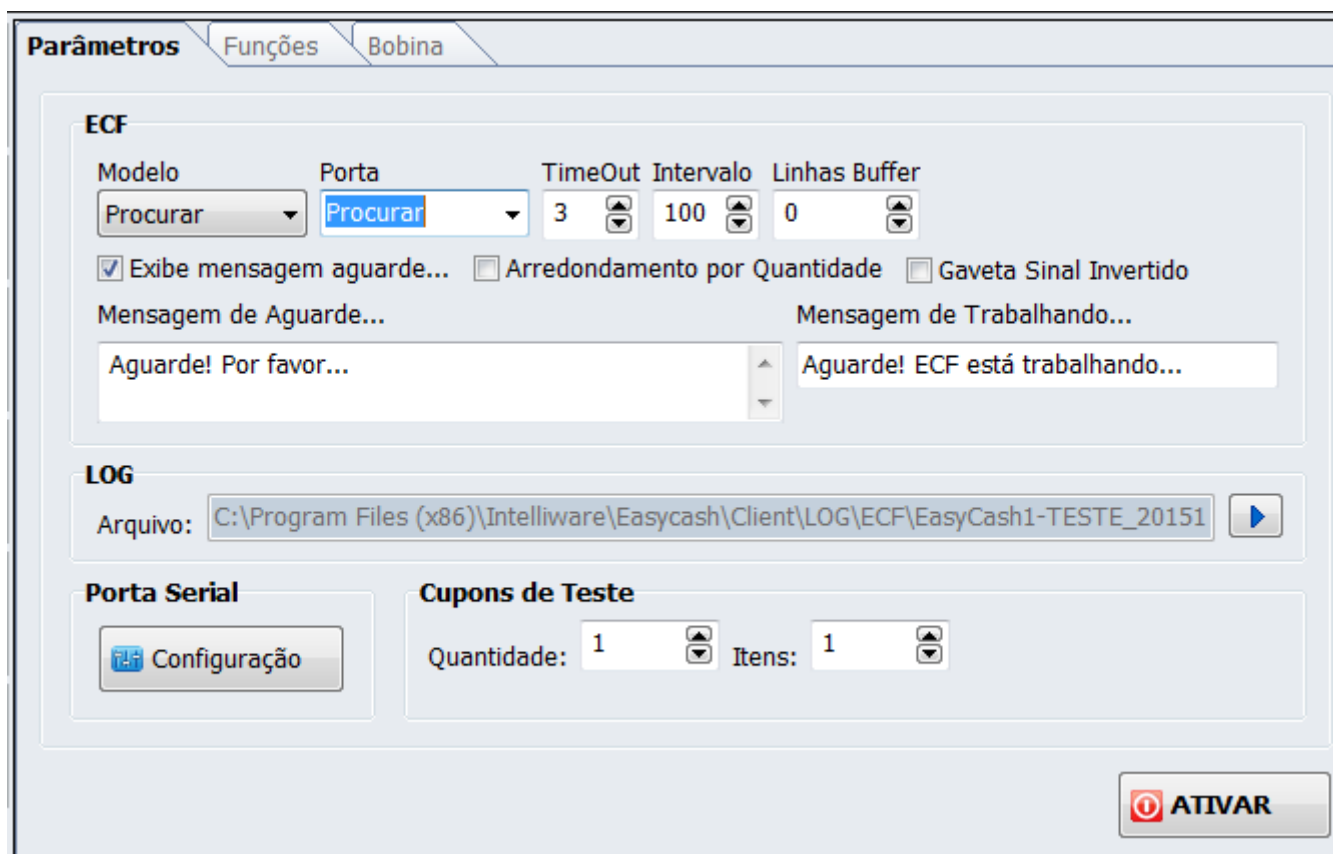 Parâmetros Funções Bobina
ECF
Modelo Porta TimeOut Intervalo Linhas Buffer
Procurar Procurar 3 100 0
Exibe mensagem aguarde... Arredondamento por Quantidade Gaveta Sinal Invertido
Mensagem de Aguarde... Mensagem de Trabalhando...
Aguarde! Por favor... Aguarde! ECF está trabalhando...
LOG
Arquivo: C:\Program Files (x86)\Intelliware\Easycash\Client\LOG\ECF\EasyCash1-TESTE_20151
Porta Serial Cupons de Teste
Configuração Quantidade: 1 Itens: 1
ATIVAR